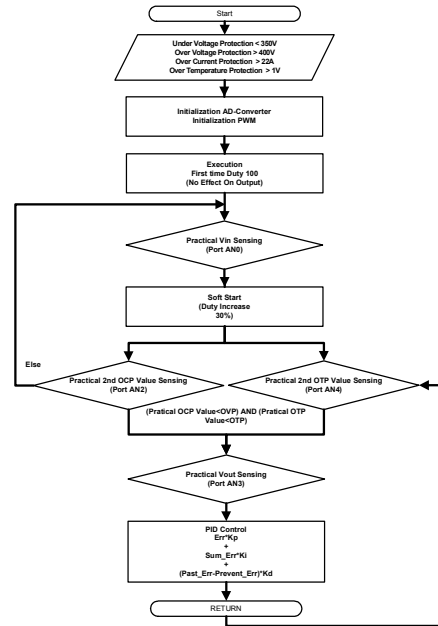 Start
Under Voltage Protection < 350V
Over Voltage Protection > 400V
Over Current Protection > 22A
Over Temperature Protection > 1V
Initialization AD-Converter
Initialization PWM
Execution
First time Duty 100
(No Effect On Output)
Practical Vin Sensing
(Port AN0)
Soft Start
(Duty Increase
30%)
Else
Practical 2nd OCP Value Sensing
(Port AN2)
Practical 2nd OTP Value Sensing
(Port AN4)
(Pratical OCP Value<OVP) AND (Pratical OTP
Value<OTP)
Practical Vout Sensing
(Port AN3)
PID Control
Err*Kp
+
Sum_Err*Ki
+
(Past_Err-Prevent_Err)*Kd
RETURN